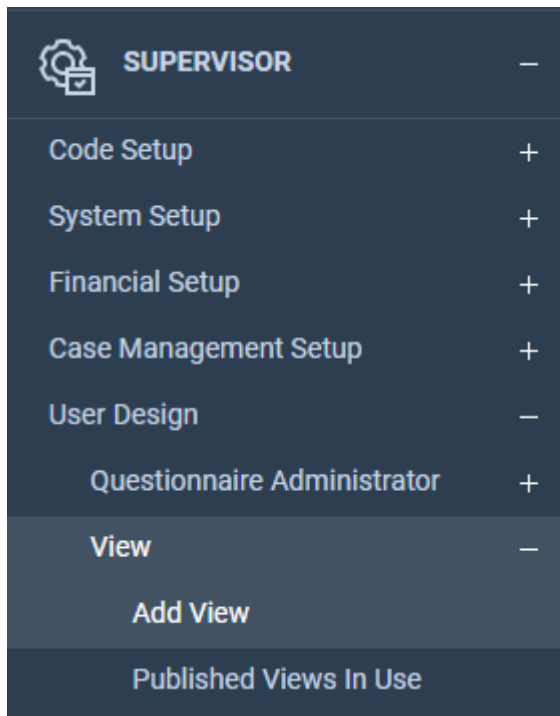 SUPERVISOR –
Code Setup +
System Setup +
Financial Setup +
Case Management Setup +
User Design –
Questionnaire Administrator +
View –
Add View
Published Views In Use